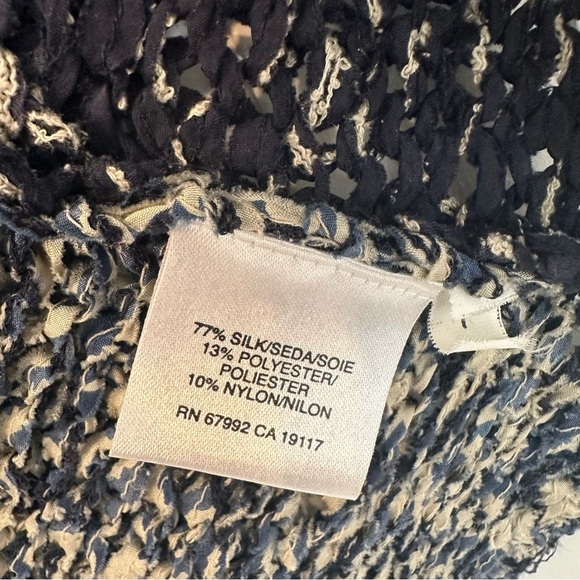 77% SILK/SEDA/SOIE
13% POLYESTER/
POLIESTER
10% NYLON/NILON
RN 67992 CA 19117